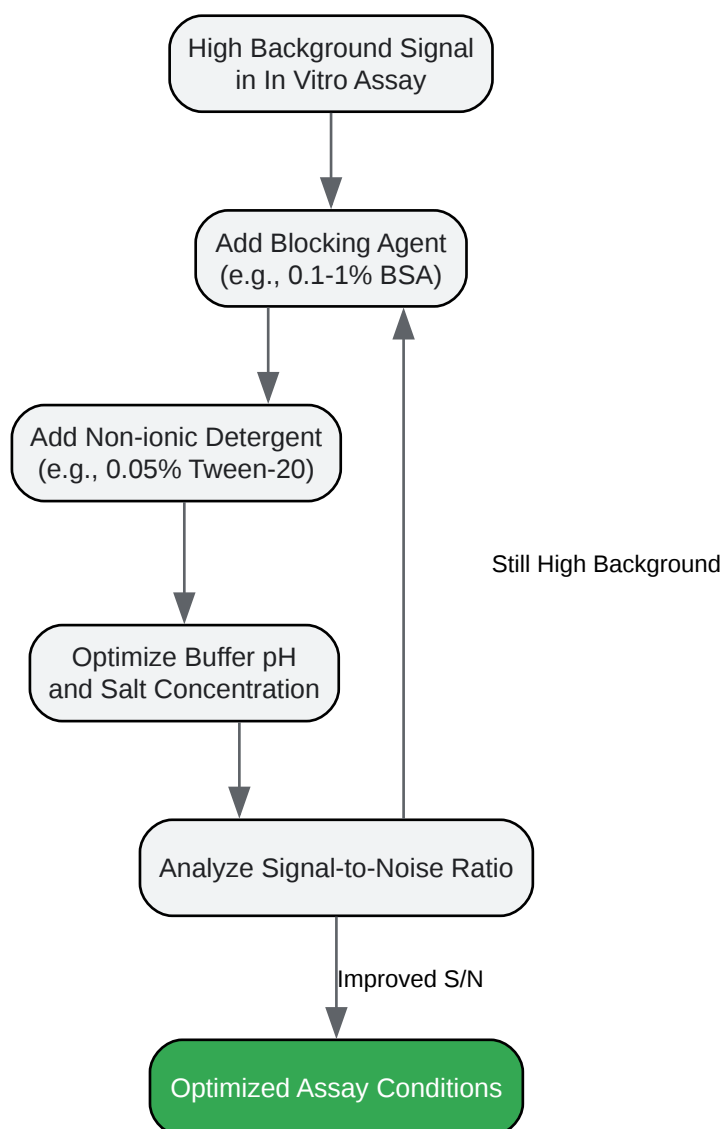 High Background Signal
in In Vitro Assay
Add Blocking Agent
(e.g., 0.1-1% BSA)
Add Non-ionic Detergent
(e.g., 0.05% Tween-20)
Still High Background
Optimize Buffer pH
and Salt Concentration
Analyze Signal-to-Noise Ratio
Improved S/N
Optimized Assay Conditions